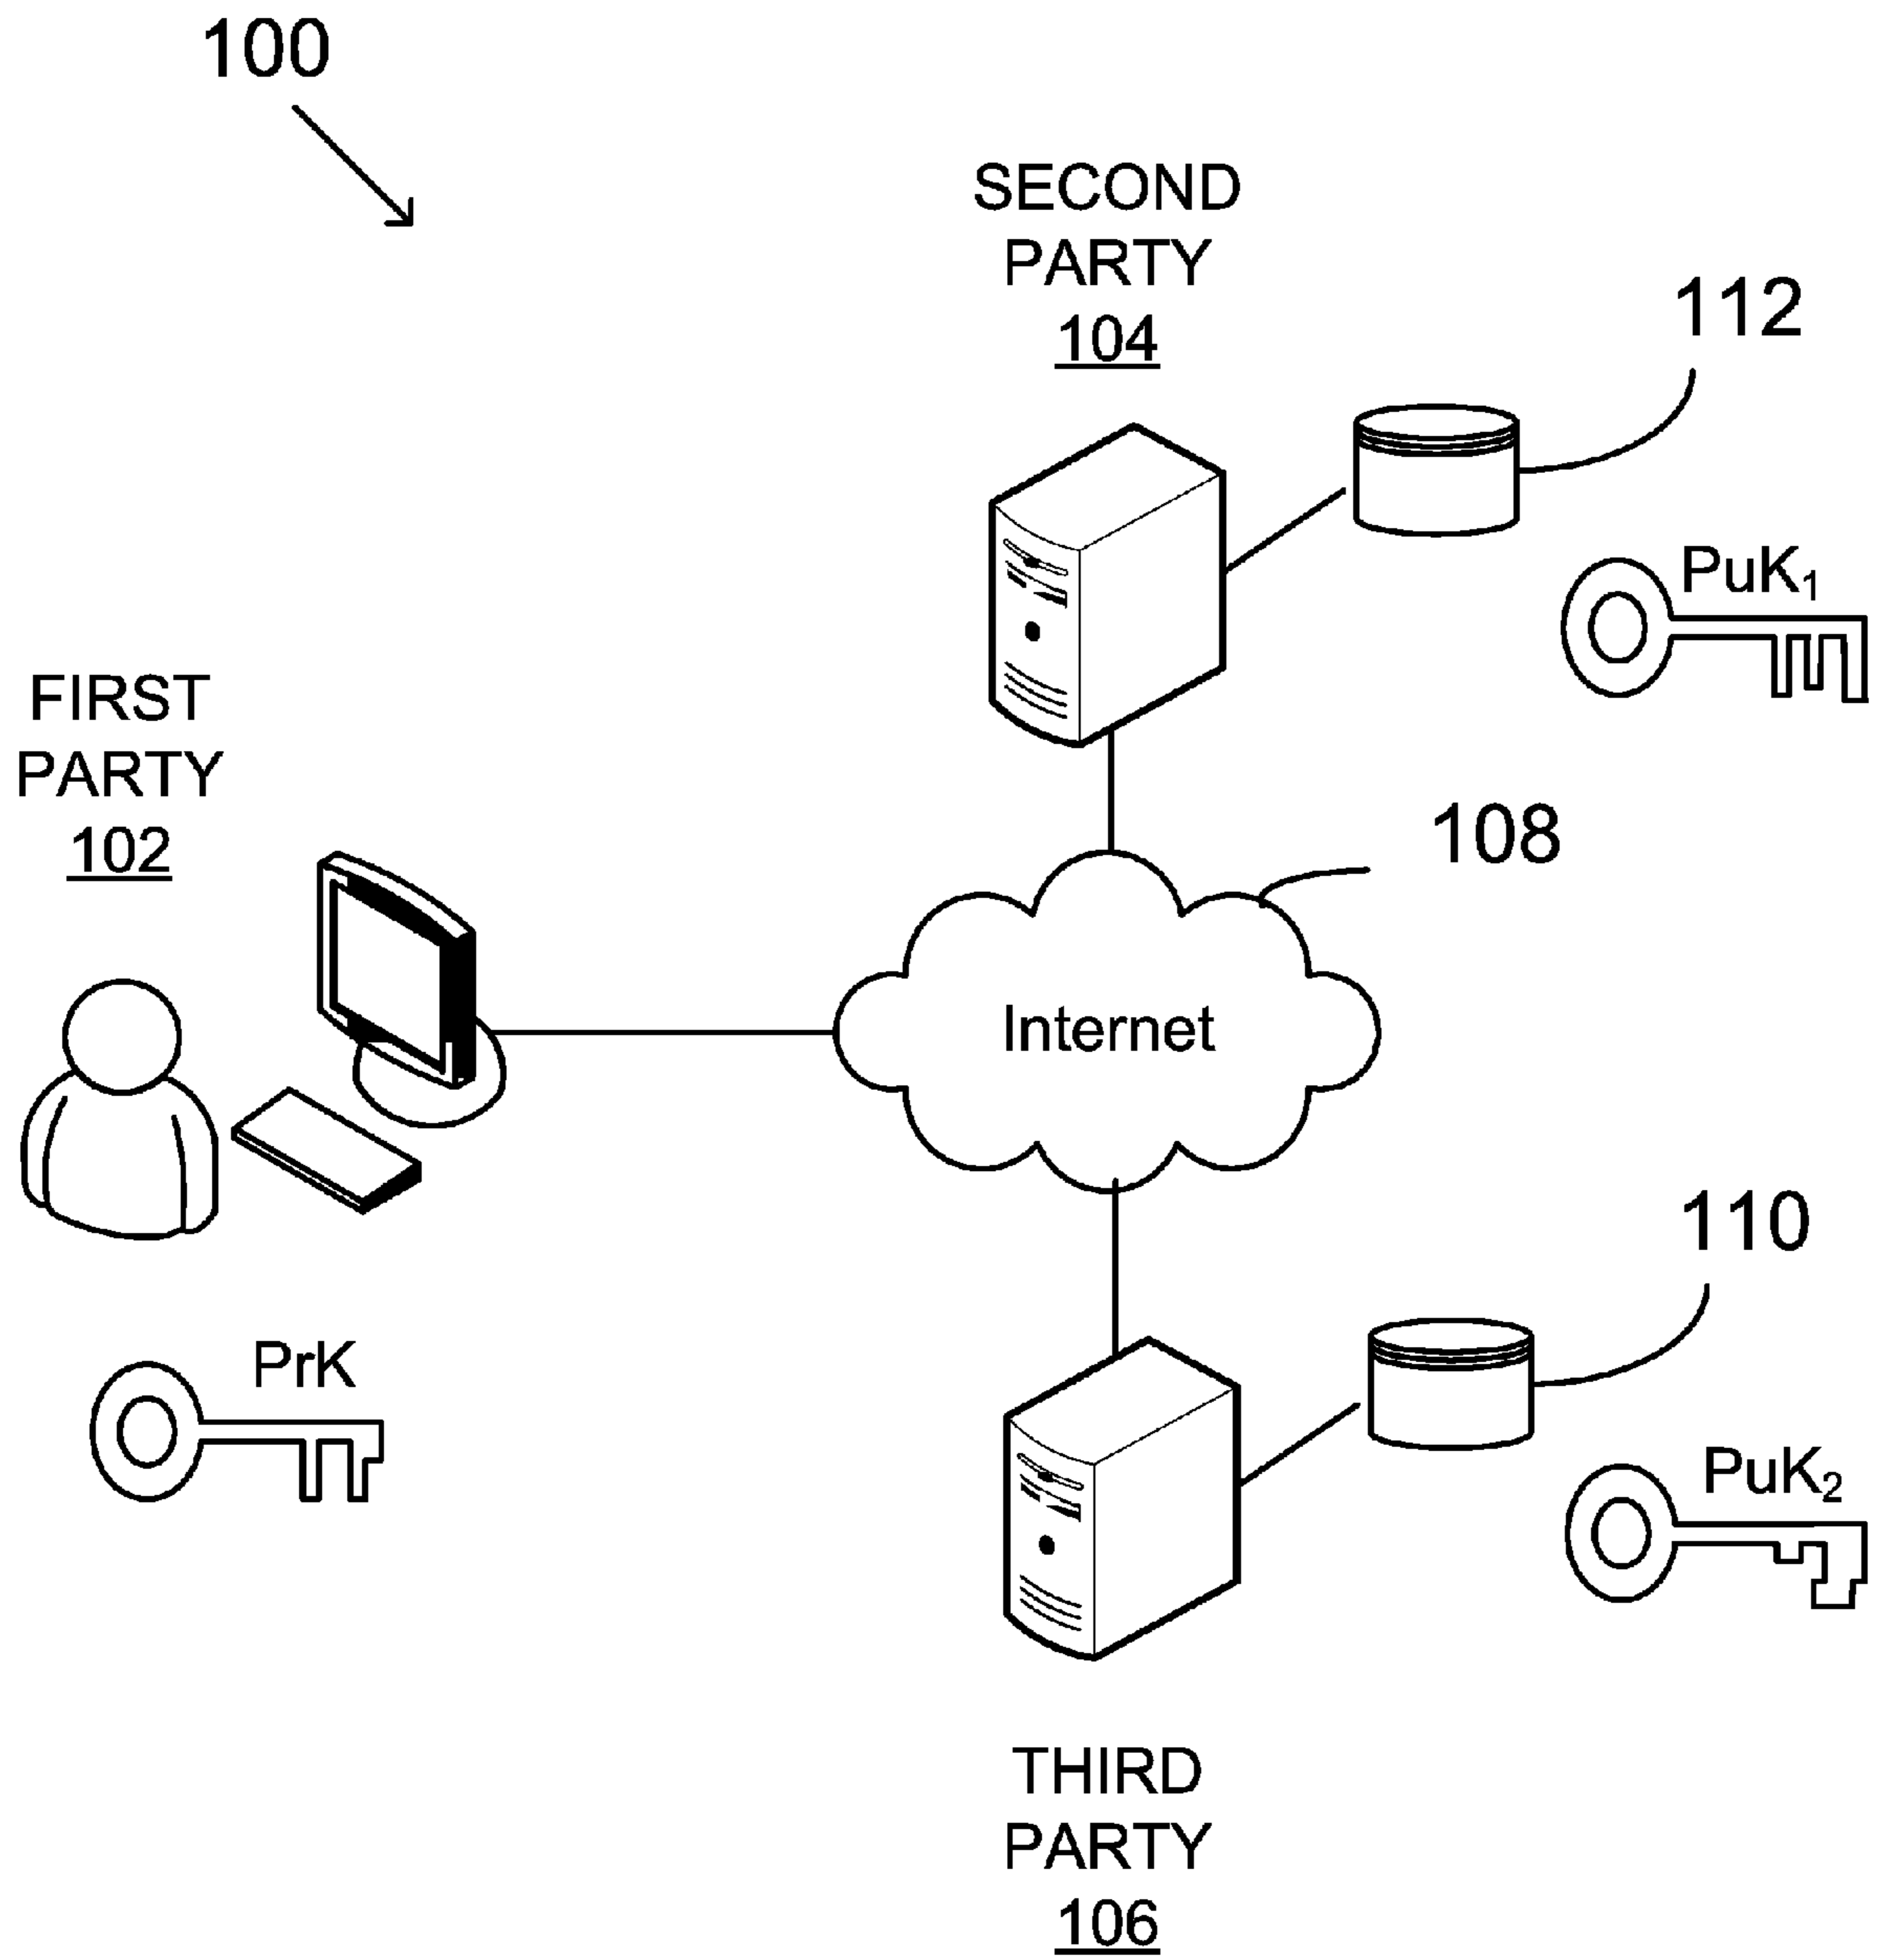 100
SECOND
PARTY
104
112
PuK1
FIRST
PARTY
102
108
Internet
110
PrK
PuK2
THIRD
PARTY
106